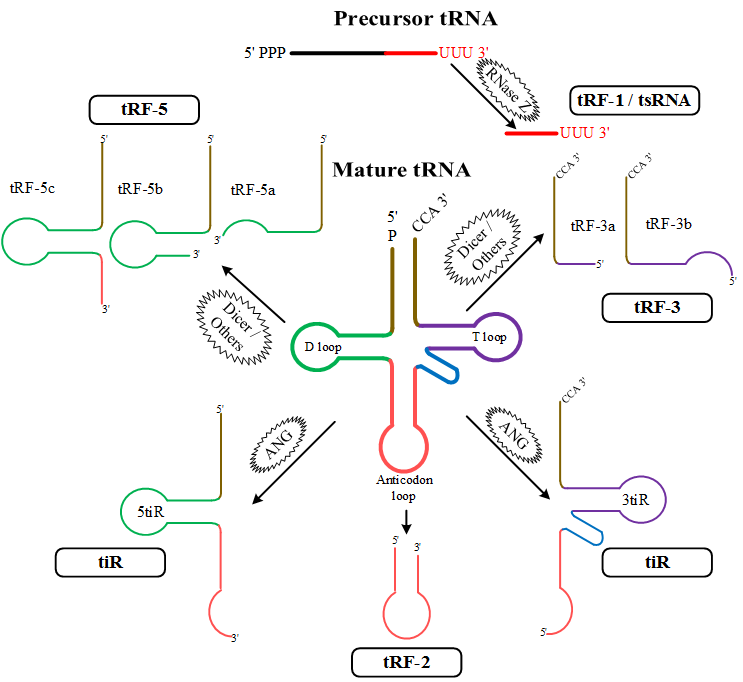 Precursor tRNA
5' PPP
UUU 3'
RNase Z
tRF-1 / tsRNA
UUU 3'
tRF-5
5'
5'
5'
Mature tRNA
CCA 3'
CCA 3'
tRF-5c
tRF-5b
tRF-5a
5'
P
CCA 3'
Dicer /
Others
tRF-3a
tRF-3b
3'
3'
5'
5'
3'
tRF-3
Dicer /
Others
D loop
T loop
5'
CCA 3'
ANG
ANG
Anticodon
loop
5tiR
3tiR
5'
3'
tiR
tiR
3'
5'
tRF-2